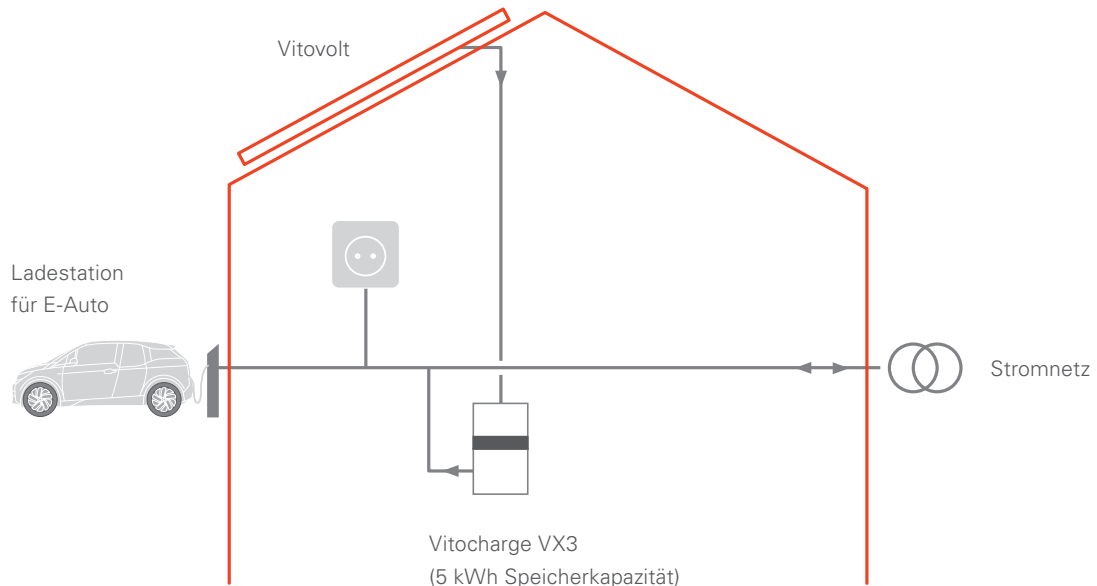 Vitovolt
Ladestation
für E-Auto
Stromnetz
Vitocharge VX3
(5 kWh Speicherkapazität)